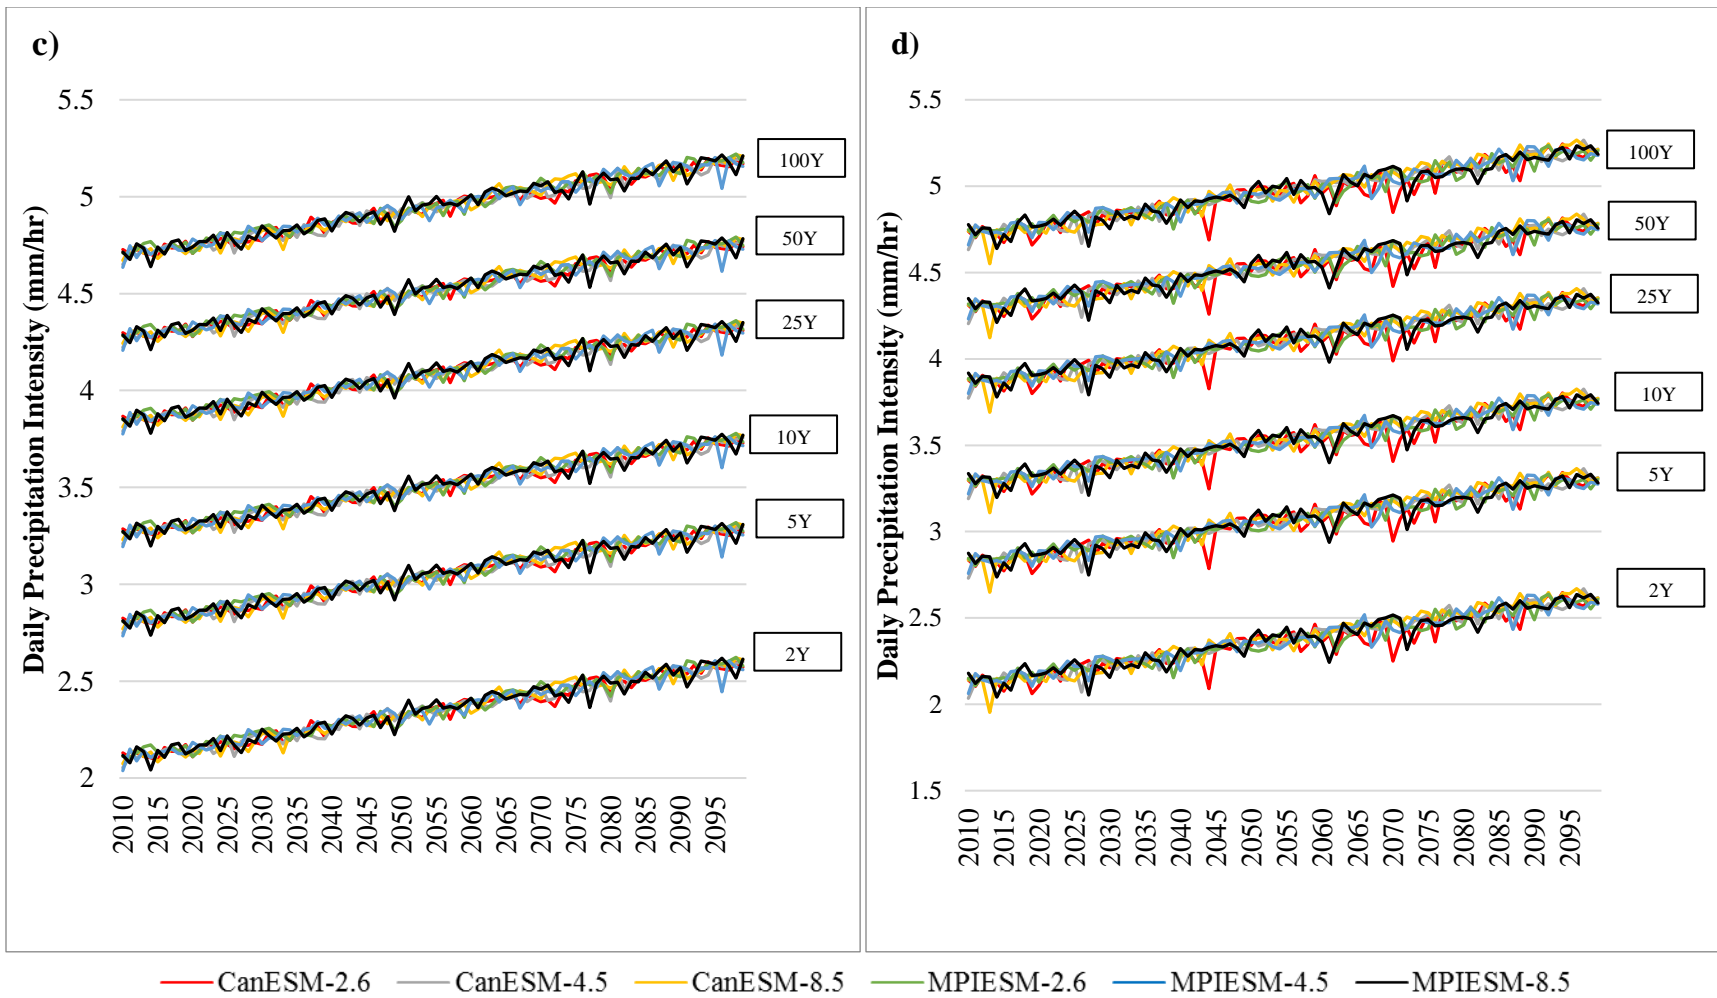 c)
Daily Precipitation Intensity (mm/hr)
5.5
5
4.5
4
3.5
3
2.5
2
100Y
50Y
25Y
10Y
5Y
2Y
2010 2015 2020 2025 2030 2035 2040 2045 2050 2055 2060 2065 2070 2075 2080 2085 2090 2095
d)
Daily Precipitation Intensity (mm/hr)
5.5
5
4.5
4
3.5
3
2.5
2
1.5
100Y
50Y
25Y
10Y
5Y
2Y
2010 2015 2020 2025 2030 2035 2040 2045 2050 2055 2060 2065 2070 2075 2080 2085 2090 2095
CanESM-2.6 CanESM-4.5 CanESM-8.5 MPIESM-2.6 MPIESM-4.5 MPIESM-8.5